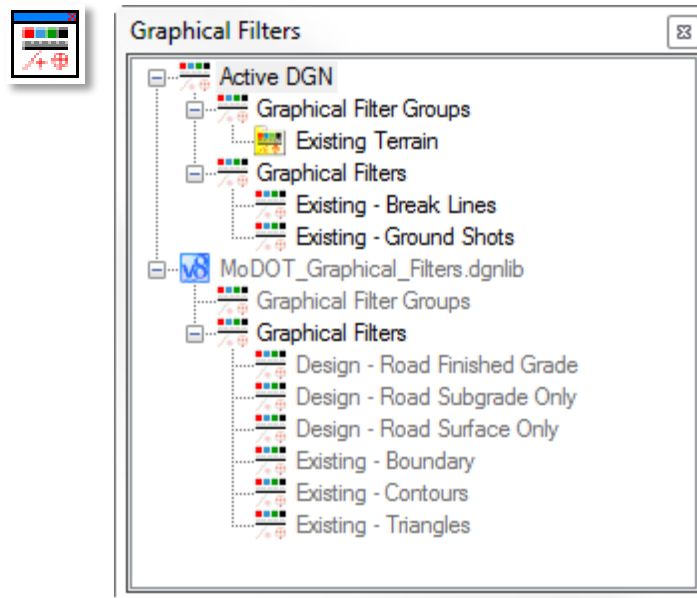 Graphical Filters
Active DGN
Graphical Filter Groups
Existing Terrain
Graphical Filters
Existing - Break Lines
Existing - Ground Shots
V8 MoDOT_Graphical_Filters.dgnlib
Graphical Filter Groups
Graphical Filters
Design - Road Finished Grade
Design - Road Subgrade Only
Design - Road Surface Only
Existing - Boundary
Existing - Contours
Existing - Triangles